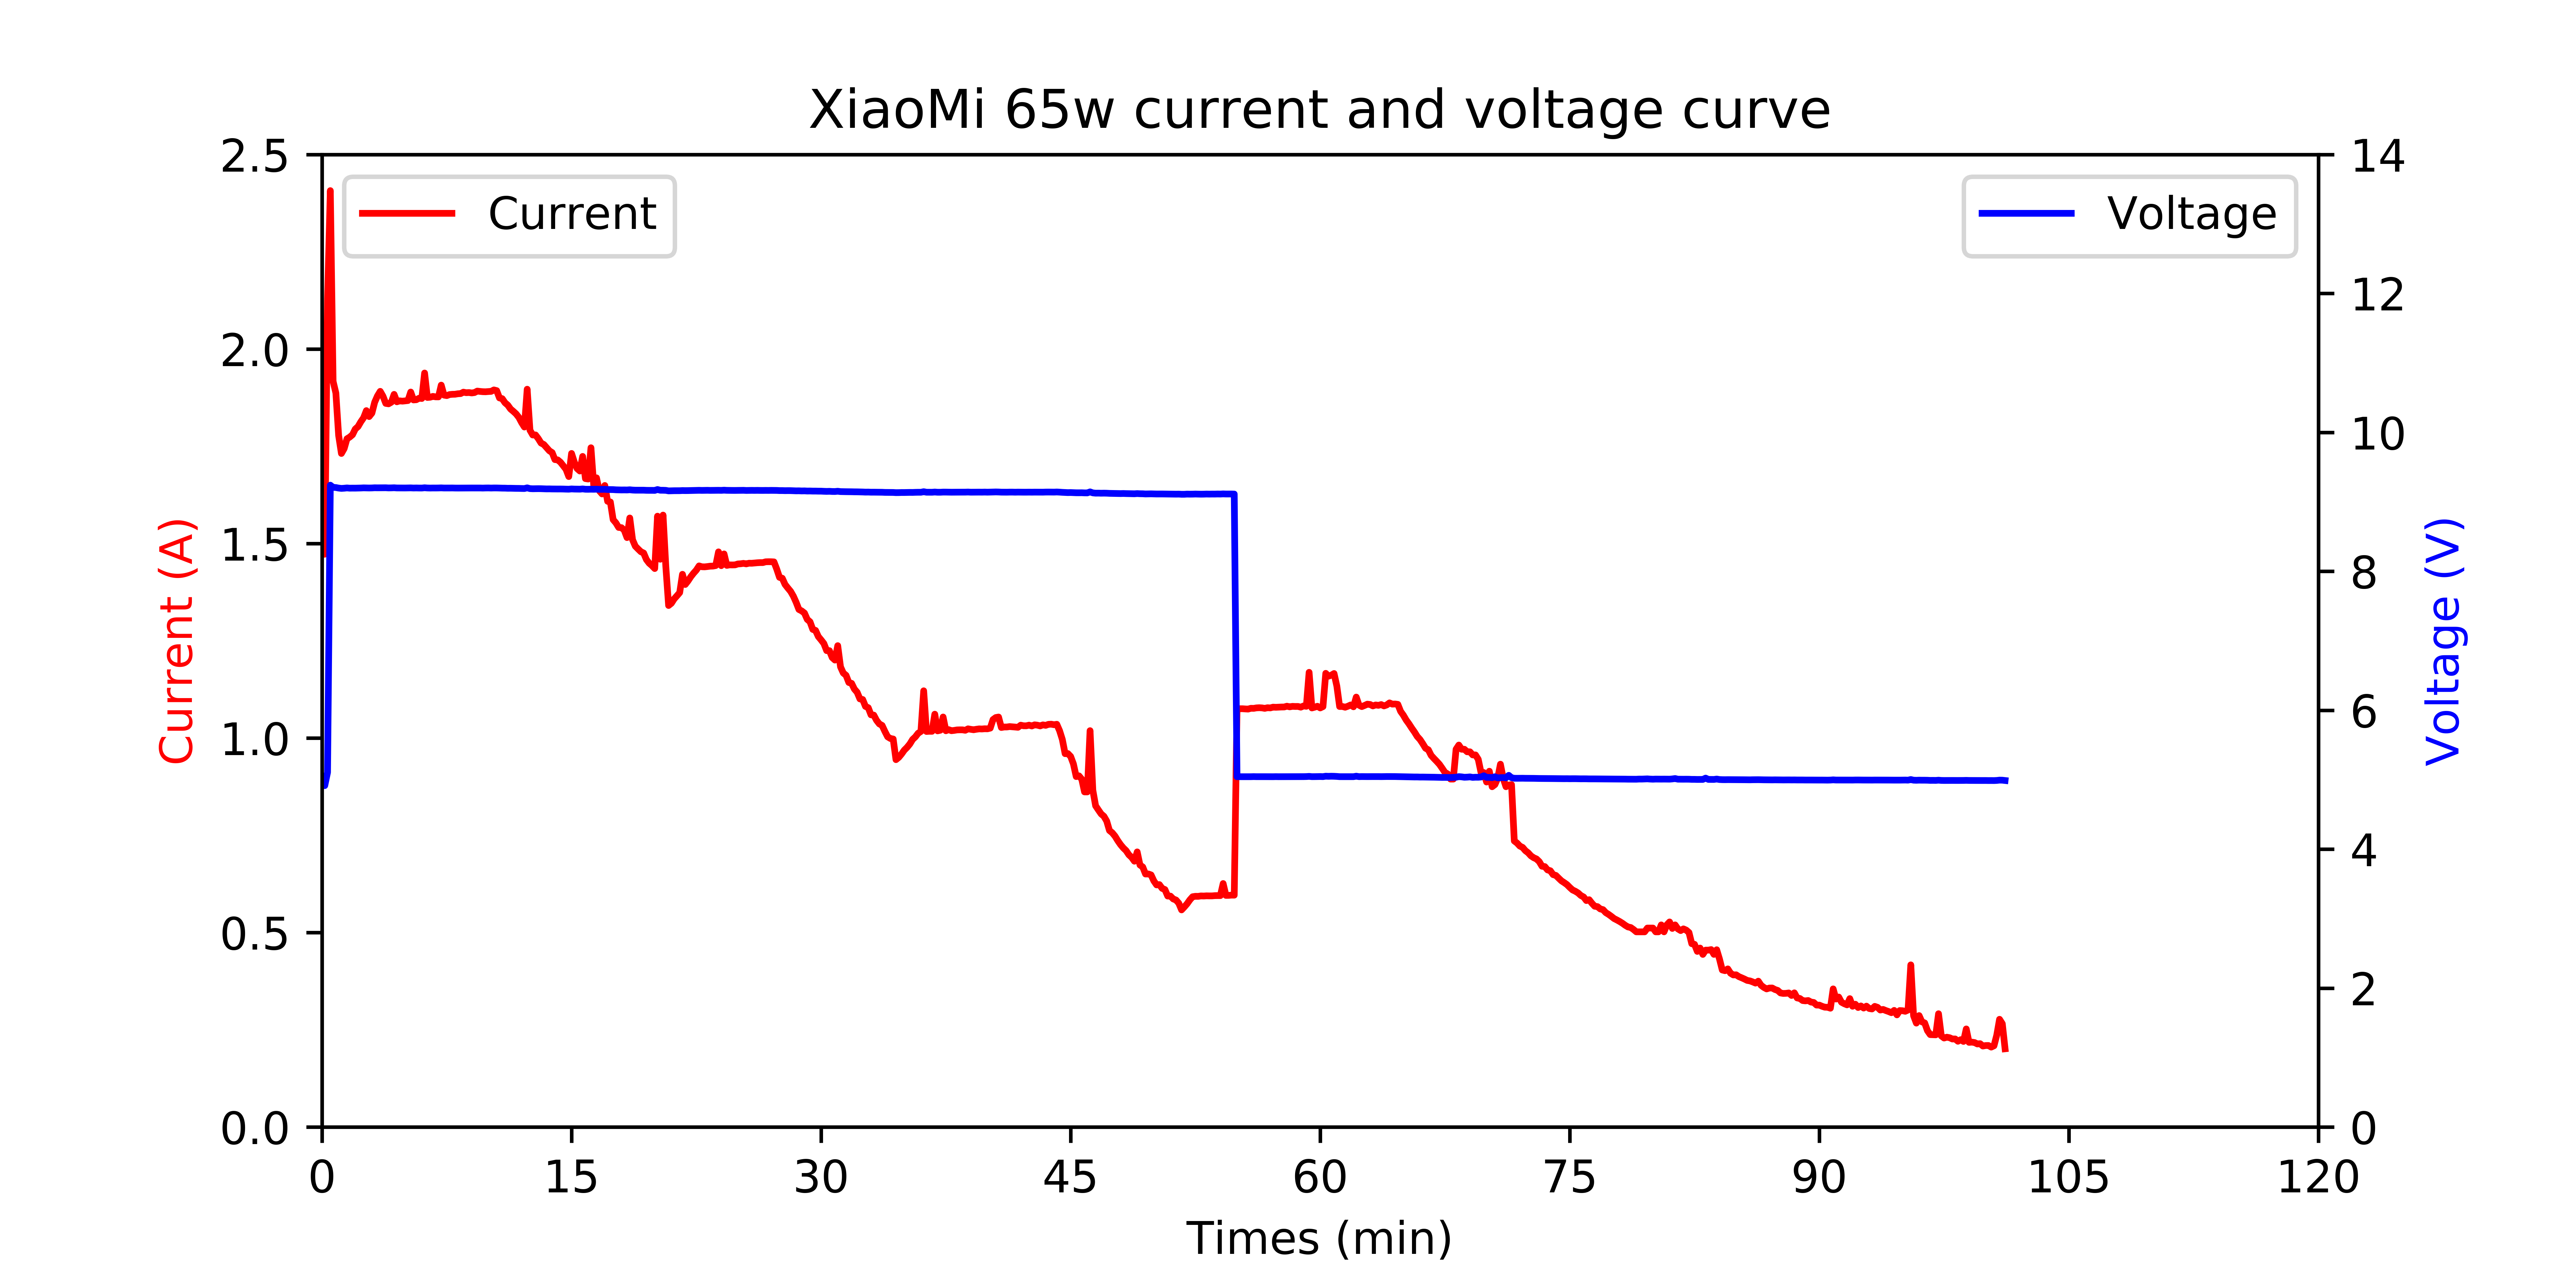 XiaoMi 65w current and voltage curve
Current
Voltage
2.5
2.0
1.5
1.0
0.5
0.0
Current (A)
14
12
10
8
6
4
2
0
Voltage (V)
0 15 30 45 60 75 90 105 120
Times (min)